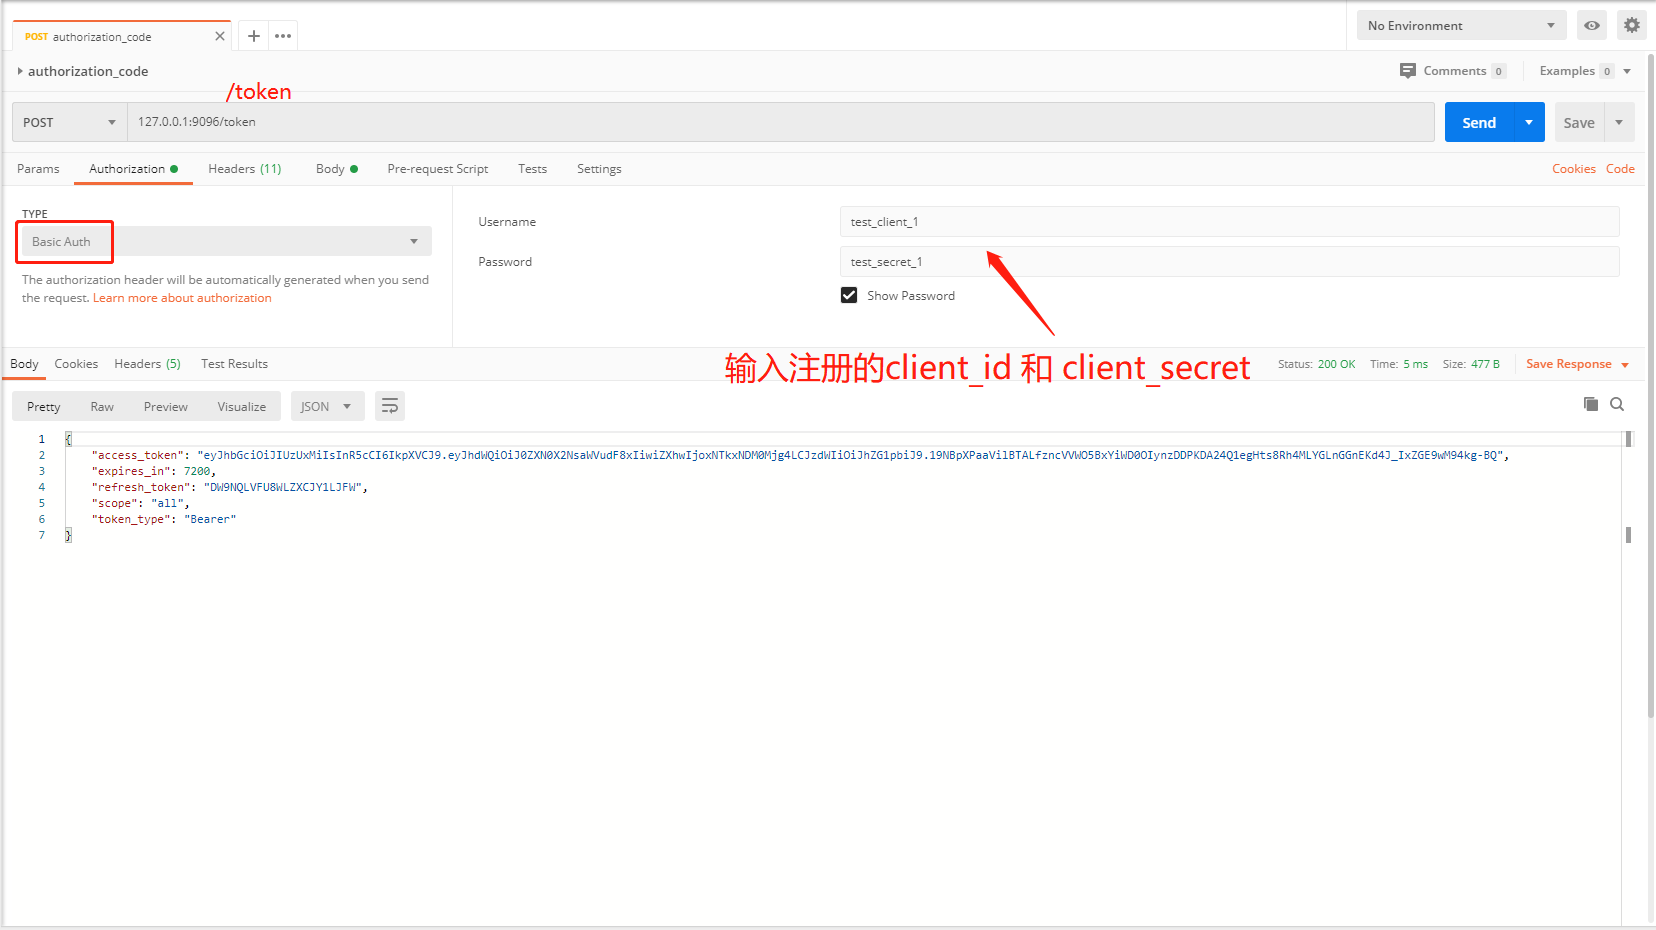 POST authorization_code
No Environment
authorization_code
Comments 0 Examples 0
/token
POST 127.0.0.1:9096/token Send Save
Params Authorization Headers (11) Body Pre-request Script Tests Settings Cookies Code
TYPE
Basic Auth
The authorization header will be automatically generated when you send
the request. Learn more about authorization
Username test_client_1
Password test_secret_1
Show Password
输入注册的client_id 和 client_secret
Body Cookies Headers (5) Test Results Status: 200 OK Time: 5 ms Size: 477 B Save Response
Pretty Raw Preview Visualize JSON
1 {
2 "access_token": "eyJhbGciOiJIUzUxMiIsInR5cCI6IkpXVCJ9.eyJhdWQiOiJ0ZXN0X2NsaWVudF8xIiwiZXhwIjoxNTkxNDM0Mjg4LCJzdWIiOiJhZG1pbiJ9.19NBpXPaaVilBTALfzncVVWO5BxYiWD0OIynzDDPKDA24Q1egHts8Rh4MLYGLnGGnEKd4J_IxZGE9wM94kg-BQ",
3 "expires_in": 7200,
4 "refresh_token": "DW9NQLVFU8WLZXCJY1LJFW",
5 "scope": "all",
6 "token_type": "Bearer"
7 }